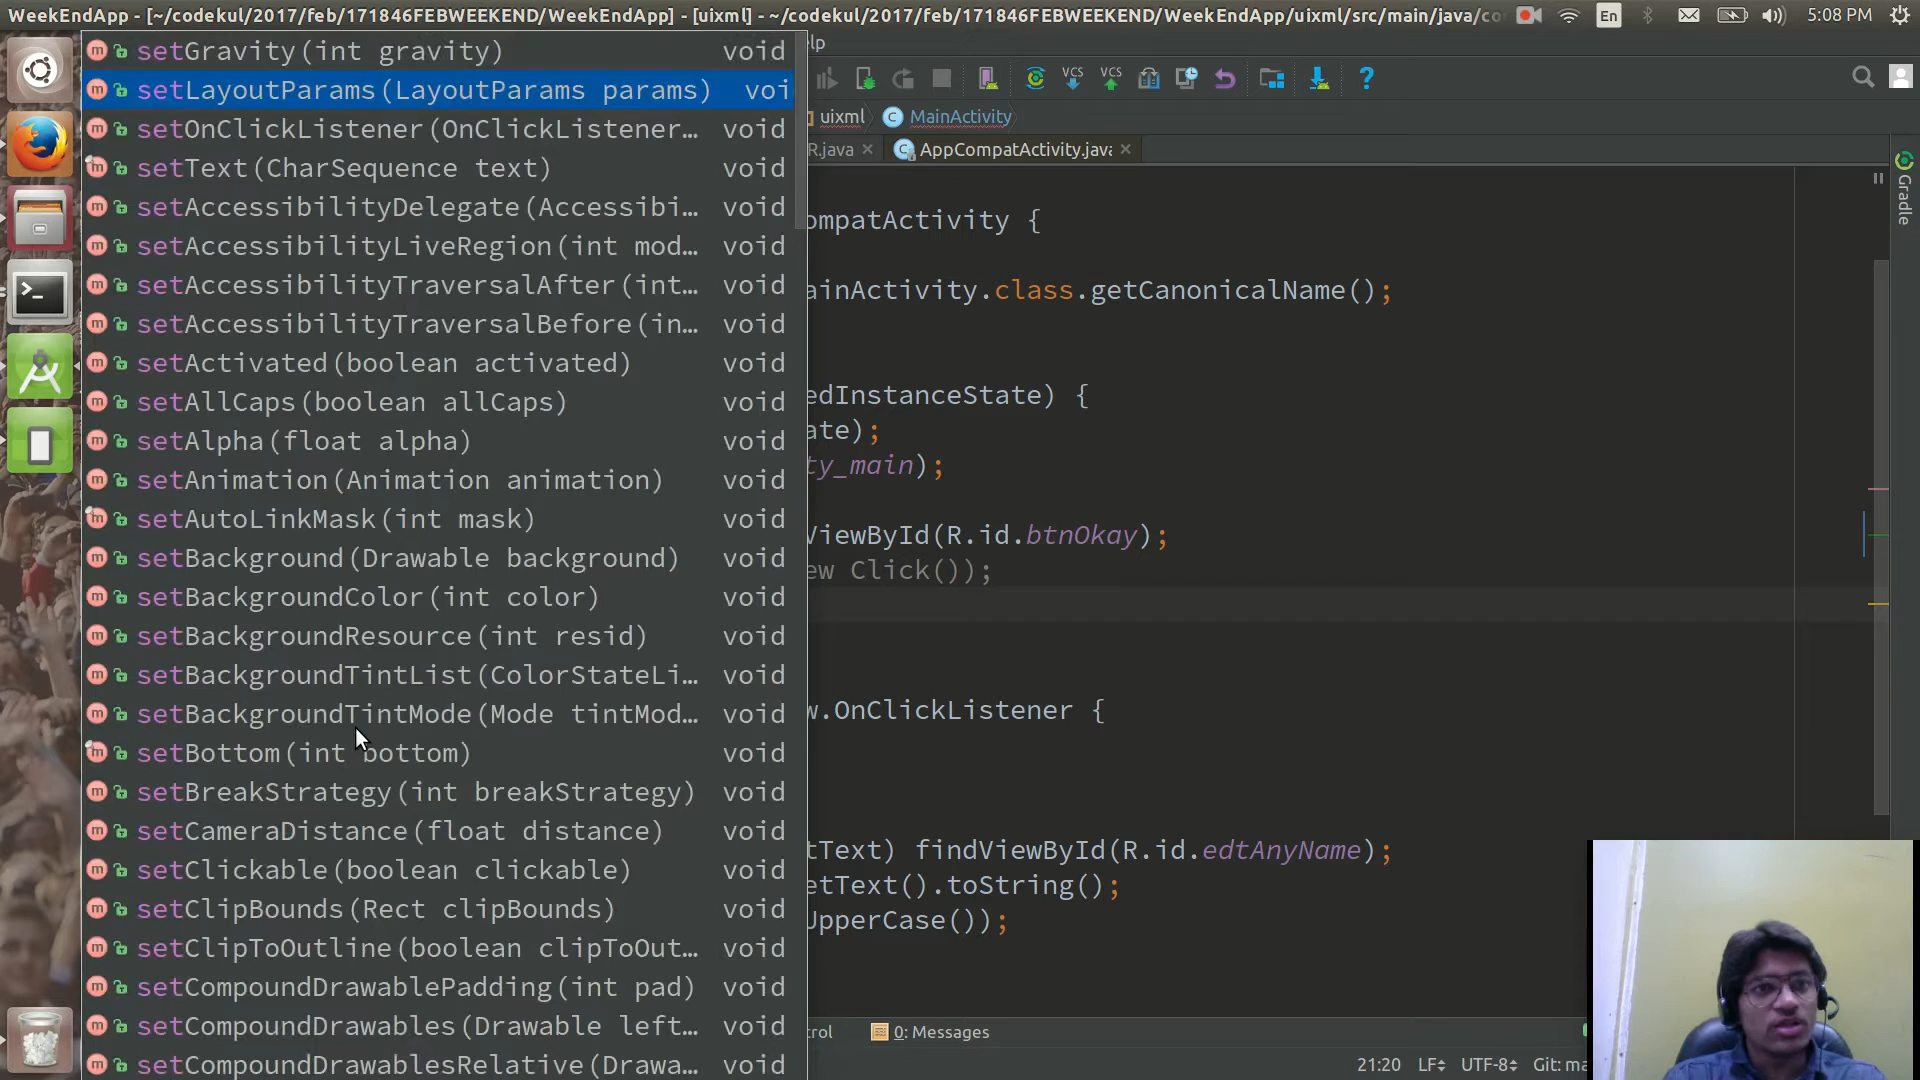 WeekEndApp - [~/codekul/2017/feb/171846FEBWEEKEND/WeekEndApp] - [uixml] - ~/codekul/2017/feb/171846FEBWEEKEND/WeekEndApp/uixml/src/main/java/co
En
5:08 PM
lp
VCS
VCS
uixml
MainActivity
R.java
AppCompatActivity.java
Gradle
setGravity(int gravity) void
setLayoutParams(LayoutParams params) voi
setOnClickListener(OnClickListener… void
setText(CharSequence text) void
setAccessibilityDelegate(Accessibi… void
setAccessibilityLiveRegion(int mod… void
setAccessibilityTraversalAfter(int… void
setAccessibilityTraversalBefore(in… void
setActivated(boolean activated) void
setAllCaps(boolean allCaps) void
setAlpha(float alpha) void
setAnimation(Animation animation) void
setAutoLinkMask(int mask) void
setBackground(Drawable background) void
setBackgroundColor(int color) void
setBackgroundResource(int resid) void
setBackgroundTintList(ColorStateLi… void
setBackgroundTintMode(Mode tintMod… void
setBottom(int bottom) void
setBreakStrategy(int breakStrategy) void
setCameraDistance(float distance) void
setClickable(boolean clickable) void
setClipBounds(Rect clipBounds) void
setClipToOutline(boolean clipToOut… void
setCompoundDrawablePadding(int pad) void
setCompoundDrawables(Drawable left… void
setCompoundDrawablesRelative(Drawa… void
ompatActivity {
ainActivity.class.getCanonicalName();
edInstanceState) {
ate);
ty_main);
ViewById(R.id.btnOkay);
ew Click());
w.OnClickListener {
tText) findViewById(R.id.edtAnyName);
etText().toString();
UpperCase());
rol
0: Messages
21:20 LF UTF-8 Git: ma